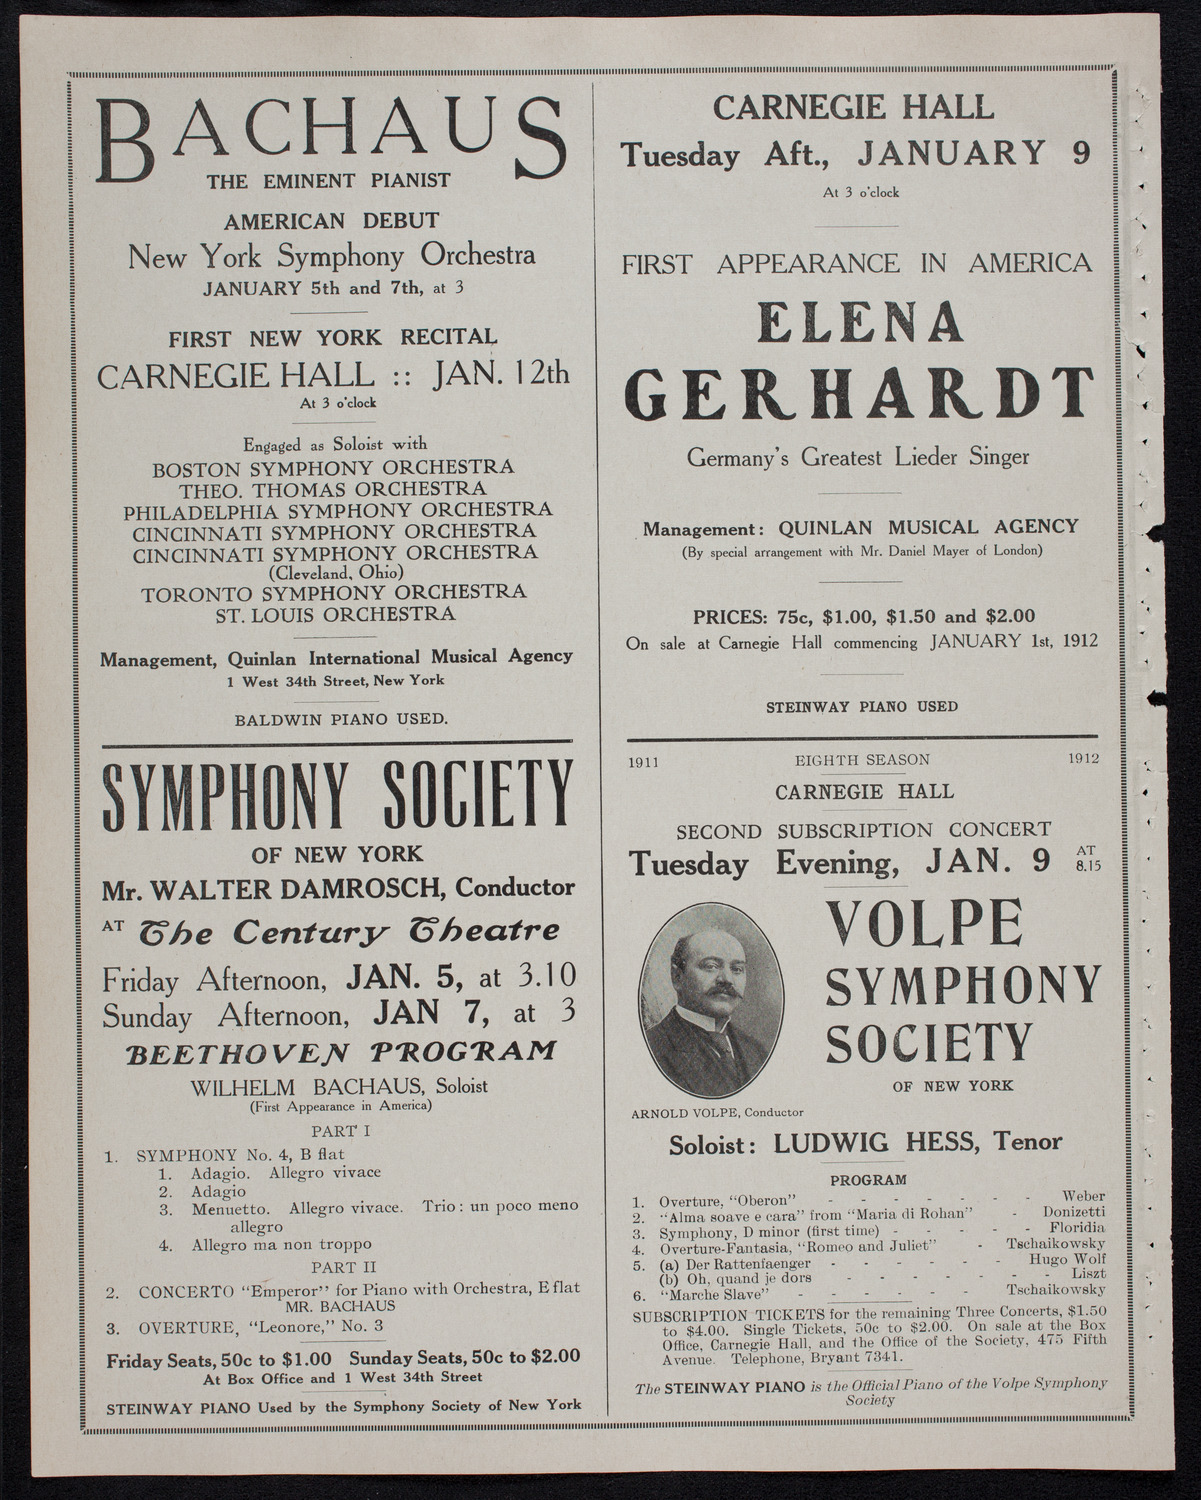 BACHAUS
THE EMINENT PIANIST
AMERICAN DEBUT
New York Symphony Orchestra
JANUARY 5th and 7th, at 3
FIRST NEW YORK RECITAL
CARNEGIE HALL :: JAN. 12th
At 3 o'clock
Engaged as Soloist with
BOSTON SYMPHONY ORCHESTRA
THEO. THOMAS ORCHESTRA
PHILADELPHIA SYMPHONY ORCHESTRA
CINCINNATI SYMPHONY ORCHESTRA
CINCINNATI SYMPHONY ORCHESTRA
(Cleveland, Ohio)
TORONTO SYMPHONY ORCHESTRA
ST. LOUIS ORCHESTRA
Management, Quinlan International Musical Agency
1 West 34th Street, New York
BALDWIN PIANO USED.
SYMPHONY SOCIETY
OF NEW YORK
Mr. WALTER DAMROSCH, Conductor
AT The Century Theatre
Friday Afternoon, JAN. 5, at 3.10
Sunday Afternoon, JAN 7, at 3
BEETHOVEN PROGRAM
WILHELM BACHAUS, Soloist
(First Appearance in America)
PART I
1. SYMPHONY No. 4, B flat
1. Adagio. Allegro vivace
2. Adagio
3. Menuetto. Allegro vivace. Trio: un poco meno
allegro
4. Allegro ma non troppo
PART II
2. CONCERTO "Emperor" for Piano with Orchestra, E flat
MR. BACHAUS
3. OVERTURE, "Leonore," No. 3
Friday Seats, 50c to $1.00 Sunday Seats, 50c to $2.00
At Box Office and 1 West 34th Street
STEINWAY PIANO Used by the Symphony Society of New York
CARNEGIE HALL
Tuesday Aft., JANUARY 9
At 3 o'clock
FIRST APPEARANCE IN AMERICA
ELENA
GERHARDT
Germany's Greatest Lieder Singer
Management: QUINLAN MUSICAL AGENCY
(By special arrangement with Mr. Daniel Mayer of London)
PRICES: 75c, $1.00, $1.50 and $2.00
On sale at Carnegie Hall commencing JANUARY 1st, 1912
STEINWAY PIANO USED
1911 EIGHTH SEASON 1912
CARNEGIE HALL
SECOND SUBSCRIPTION CONCERT
Tuesday Evening, JAN. 9 AT 8.15
VOLPE
SYMPHONY
SOCIETY
OF NEW YORK
ARNOLD VOLPE, Conductor
Soloist: LUDWIG HESS, Tenor
PROGRAM
1. Overture, "Oberon" - - - - - - Weber
2. "Alma soave e cara" from "Maria di Rohan" - Donizetti
3. Symphony, D minor (first time) - - - - - Floridia
4. Overture-Fantasia, "Romeo and Juliet" - Tschaikowsky
5. (a) Der Rattenfaenger - - - - - Hugo Wolf
(b) Oh, quand je dors - - - - - - Liszt
6. "Marche Slave" - - - - - - Tschaikowsky
SUBSCRIPTION TICKETS for the remaining Three Concerts, $1.50
to $4.00. Single Tickets, 50c to $2.00. On sale at the Box
Office, Carnegie Hall, and the Office of the Society, 475 Fifth
Avenue. Telephone, Bryant 7341.
The STEINWAY PIANO is the Official Piano of the Volpe Symphony
Society